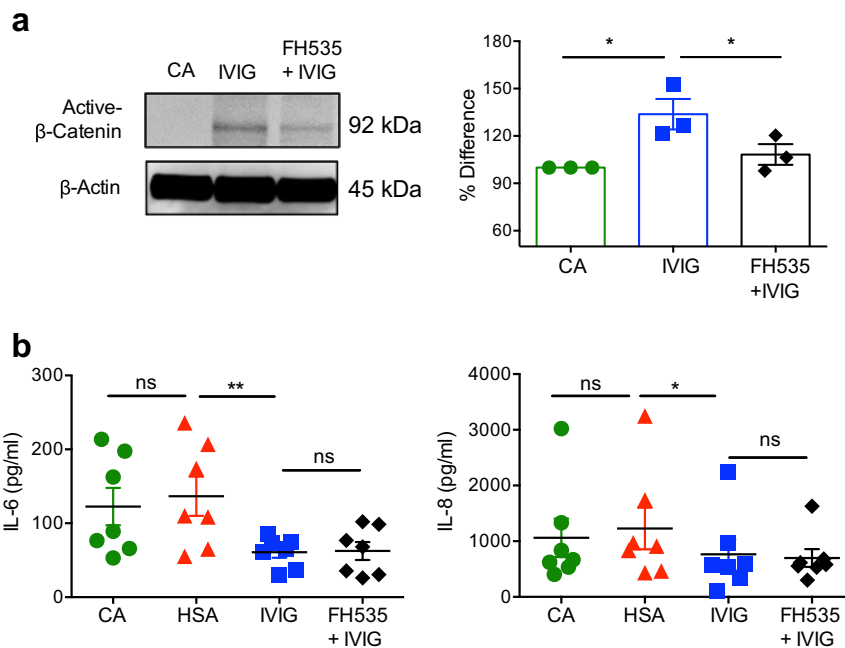 a
CA
IVIG
FH535
+ IVIG
Active-
β-Catenin
92 kDa
β-Actin
45 kDa
% Difference
180
150
120
90
60
*
*
CA
IVIG
FH535
+IVIG
b
IL-6 (pg/ml)
300
200
100
0
ns
**
ns
CA
HSA
IVIG
FH535
+ IVIG
IL-8 (pg/ml)
4000
3000
2000
1000
0
ns
*
ns
CA
HSA
IVIG
FH535
+ IVIG